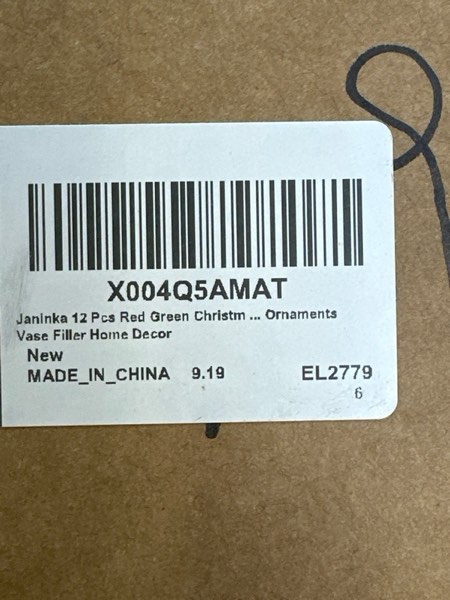 X004Q5AMAT
Janinka 12 Pcs Red Green Christm ... Ornaments
Vase Filler Home Decor
New
MADE_IN_CHINA 9.19 EL2779
6